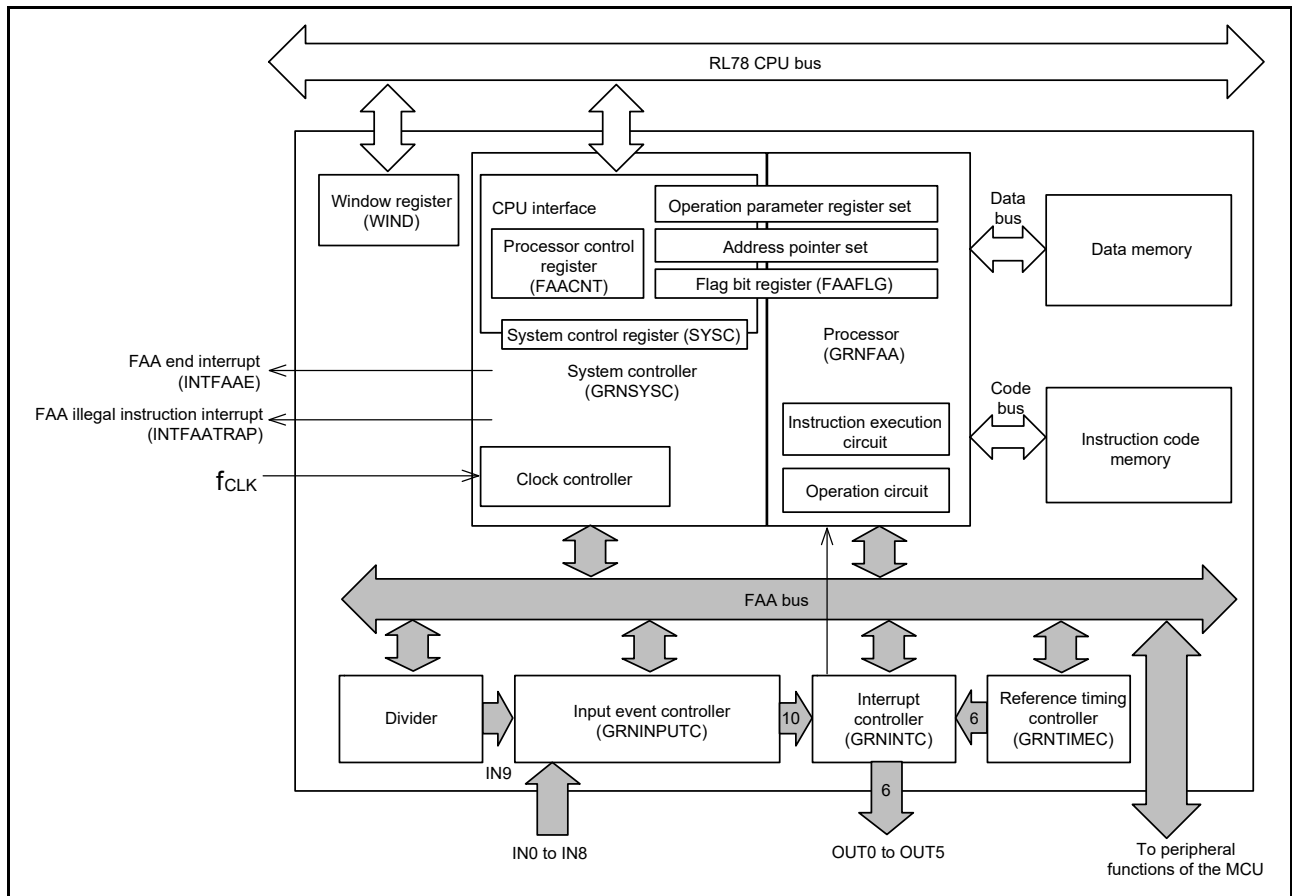 RL78 CPU bus
Window register
(WIND)
CPU interface
Operation parameter register set
Processor control
register
(FAACNT)
Address pointer set
Flag bit register (FAAFLG)
System control register (SYSC)
Processor
(GRNFAA)
Data
bus
Data memory
FAA end interrupt
(INTFAAE)
System controller
(GRNSYSC)
FAA illegal instruction interrupt
(INTFAATRAP)
Instruction execution
circuit
Code
bus
Instruction code
memory
fCLK
Clock controller
Operation circuit
FAA bus
Divider
IN9
Input event controller
(GRNINPUTC)
10
Interrupt
controller
(GRNINTC)
6
Reference timing
controller
(GRNTIMEC)
6
IN0 to IN8
OUT0 to OUT5
To peripheral
functions of the MCU